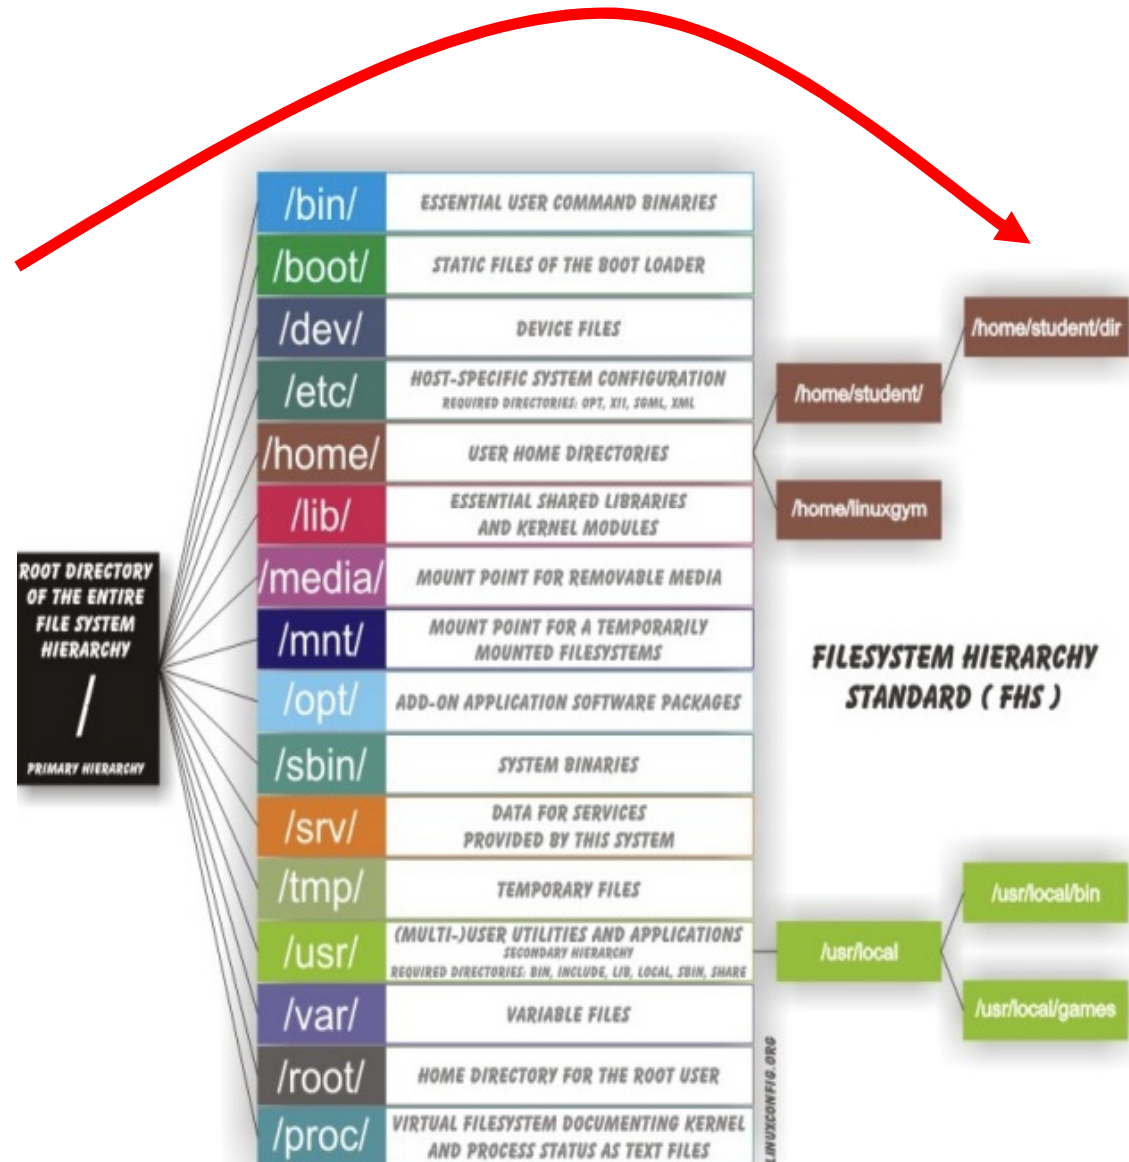 ROOT DIRECTORY
OF THE ENTIRE
FILE SYSTEM
HIERARCHY
/
PRIMARY HIERARCHY
/bin/
ESSENTIAL USER COMMAND BINARIES
/boot/
STATIC FILES OF THE BOOT LOADER
/dev/
DEVICE FILES
/etc/
HOST-SPECIFIC SYSTEM CONFIGURATION
REQUIRED DIRECTORIES: OPT, X11, SGML, XML
/home/
USER HOME DIRECTORIES
/lib/
ESSENTIAL SHARED LIBRARIES
AND KERNEL MODULES
/media/
MOUNT POINT FOR REMOVABLE MEDIA
/mnt/
MOUNT POINT FOR A TEMPORARILY
MOUNTED FILESYSTEMS
/opt/
ADD-ON APPLICATION SOFTWARE PACKAGES
/sbin/
SYSTEM BINARIES
/srv/
DATA FOR SERVICES
PROVIDED BY THIS SYSTEM
/tmp/
TEMPORARY FILES
/usr/
(MULTI-)USER UTILITIES AND APPLICATIONS
SECONDARY HIERARCHY
REQUIRED DIRECTORIES: BIN, INCLUDE, LIB, LOCAL, SBIN, SHARE
/var/
VARIABLE FILES
/root/
HOME DIRECTORY FOR THE ROOT USER
/proc/
VIRTUAL FILESYSTEM DOCUMENTING KERNEL
AND PROCESS STATUS AS TEXT FILES
/home/student/
/home/student/dir
/home/linuxgym
FILESYSTEM HIERARCHY
STANDARD ( FHS )
/usr/local
/usr/local/bin
/usr/local/games
LINUXCONFIG.ORG